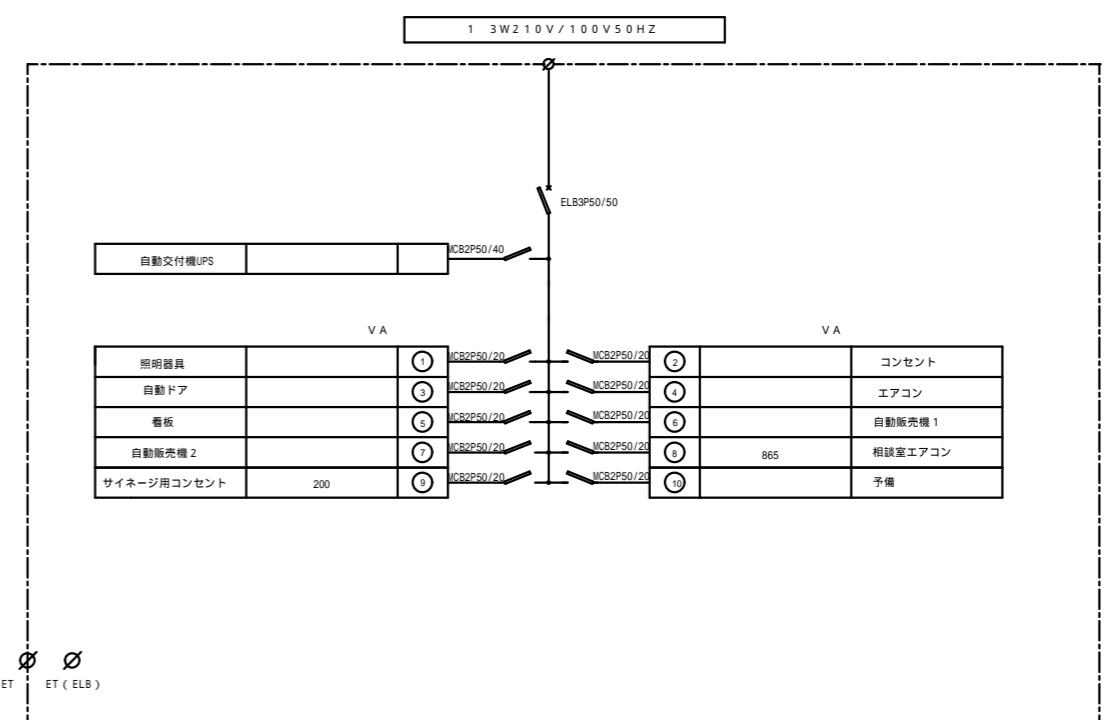 1 3W210V/100V50HZ
ELB3P50/50
自動交付機UPS MCB2P50/40
VA VA
照明器具 1 MCB2P50/20 MCB2P50/20 2 コンセント
自動ドア 3 MCB2P50/20 MCB2P50/20 4 エアコン
看板 5 MCB2P50/20 MCB2P50/20 6 自動販売機1
自動販売機2 7 MCB2P50/20 MCB2P50/20 8 865 相談室エアコン
サイネージ用コンセント 200 9 MCB2P50/20 MCB2P50/20 10 予備
ET ET(ELB)